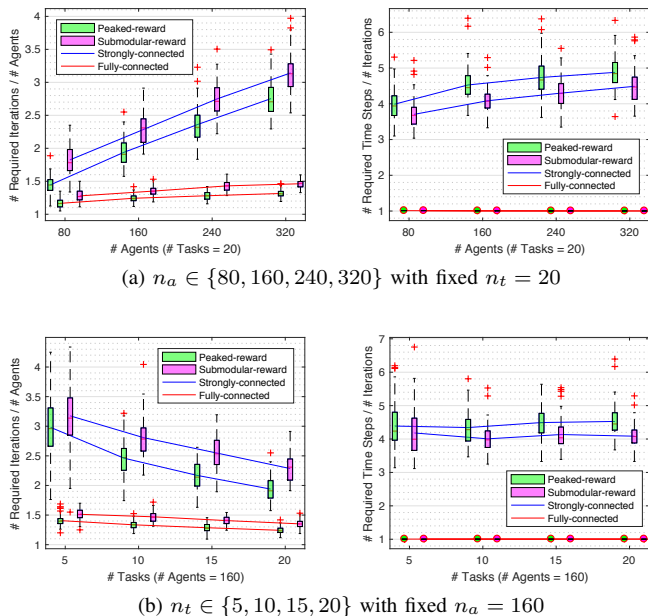 # Required Iterations / # Agents
4
3.5
3
2.5
2
1.5
1
Peaked-reward
Submodular-reward
Strongly-connected
Fully-connected
80
160
240
320
# Agents (# Tasks = 20)
# Required Time Steps / # Iterations
7
6
5
4
3
2
1
Peaked-reward
Submodular-reward
Strongly-connected
Fully-connected
80
160
240
320
# Agents (# Tasks = 20)
(a) nₐ ∈ {80, 160, 240, 320} with fixed nₜ = 20
# Required Iterations / # Agents
4
3.5
3
2.5
2
1.5
1
Peaked-reward
Submodular-reward
Strongly-connected
Fully-connected
5
10
15
20
# Tasks (# Agents = 160)
# Required Time Steps / # Iterations
7
6
5
4
3
2
1
Peaked-reward
Submodular-reward
Strongly-connected
Fully-connected
5
10
15
20
# Tasks (# Agents = 160)
(b) nₜ ∈ {5, 10, 15, 20} with fixed nₐ = 160